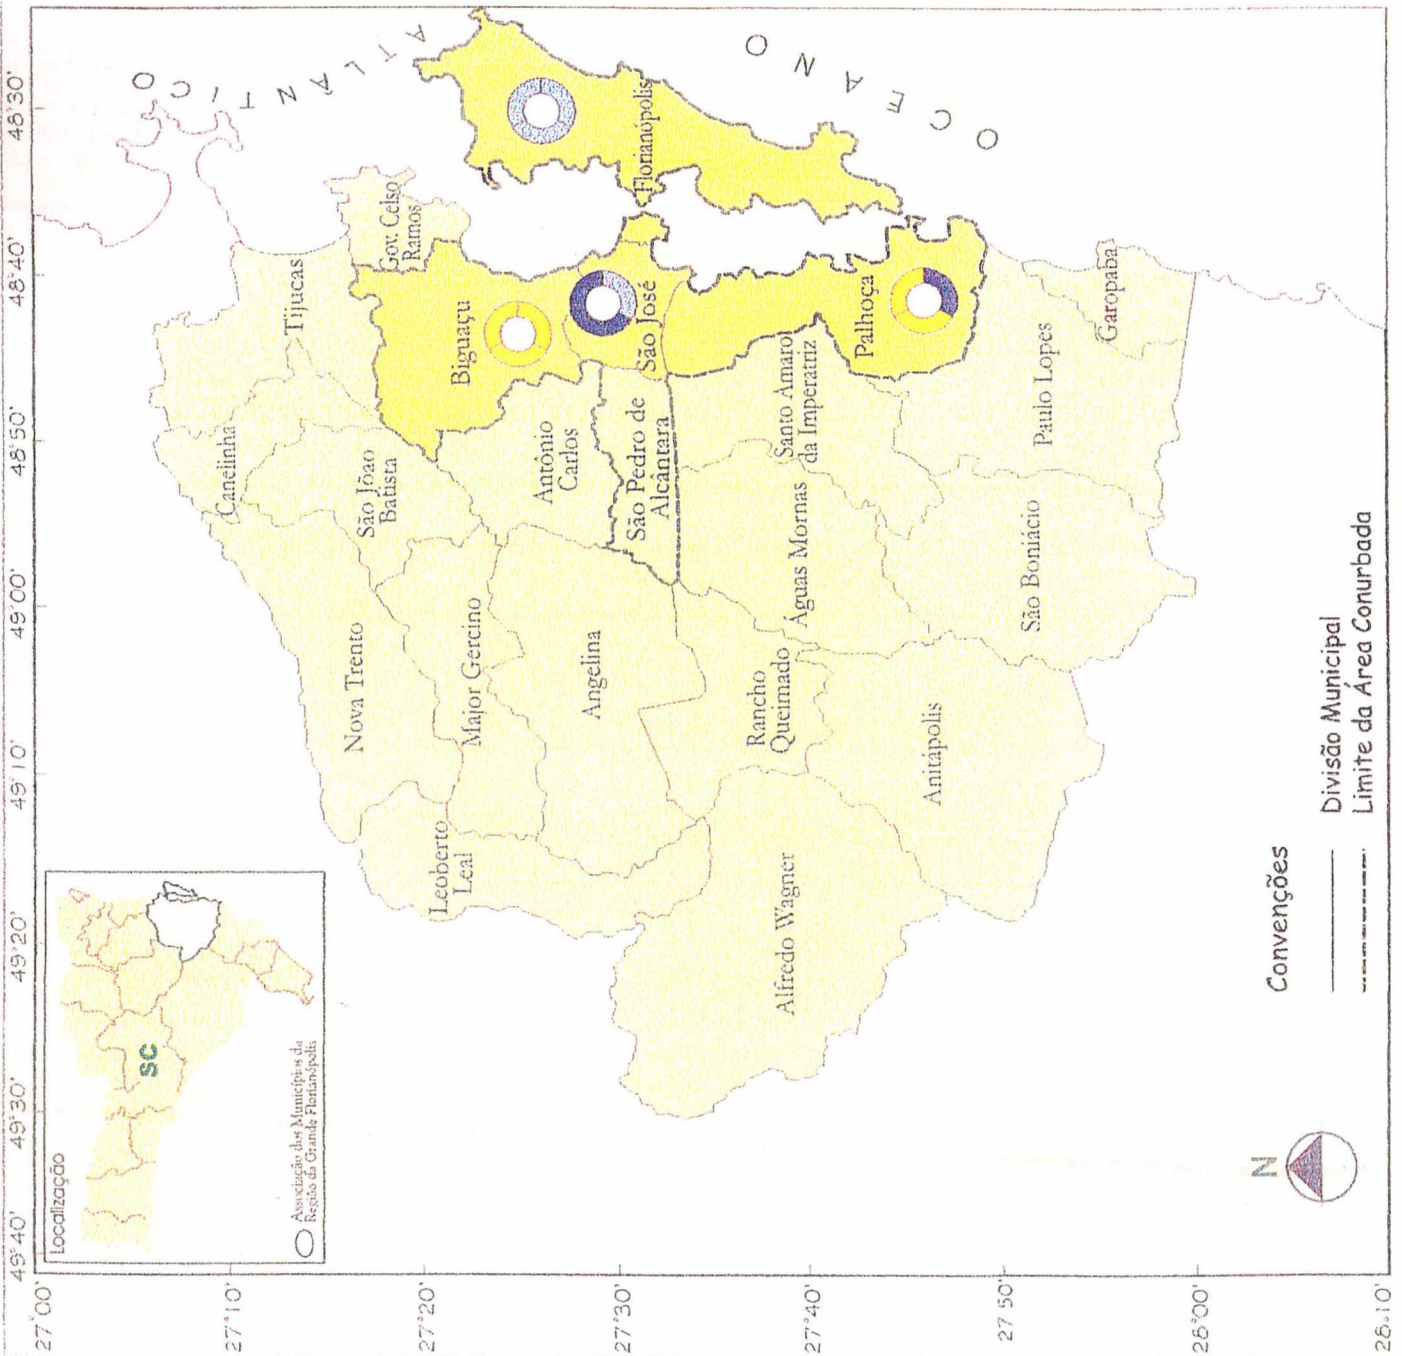 48°30'
48°40'
48°50'
49°00'
49°10'
49°20'
49°30'
49°40'
27°00'
27°10'
27°20'
27°30'
27°40'
27°50'
28°00'
28°10'
Localização
SC
Associação dos Municípios da
Região da Grande Florianópolis
OCEANO
ATLÂNTICO
Tijucas
Canelinha
Gov. Celso
Ramos
São Jõao
Batista
Nova Trento
Biguaçu
Major Gercino
Leoberto
Leal
Antônio
Carlos
Angelina
Florianópolis
São José
São Pedro de
Alcântara
Rancho
Queimado
Águas Mornas
Santo Amaro
da Imperatriz
Palhoça
Alfredo Wagner
Anitápolis
São Boniácio
Paulo Lopes
Garopaba
Convenções
Divisão Municipal
Limite da Área Conurbada
N